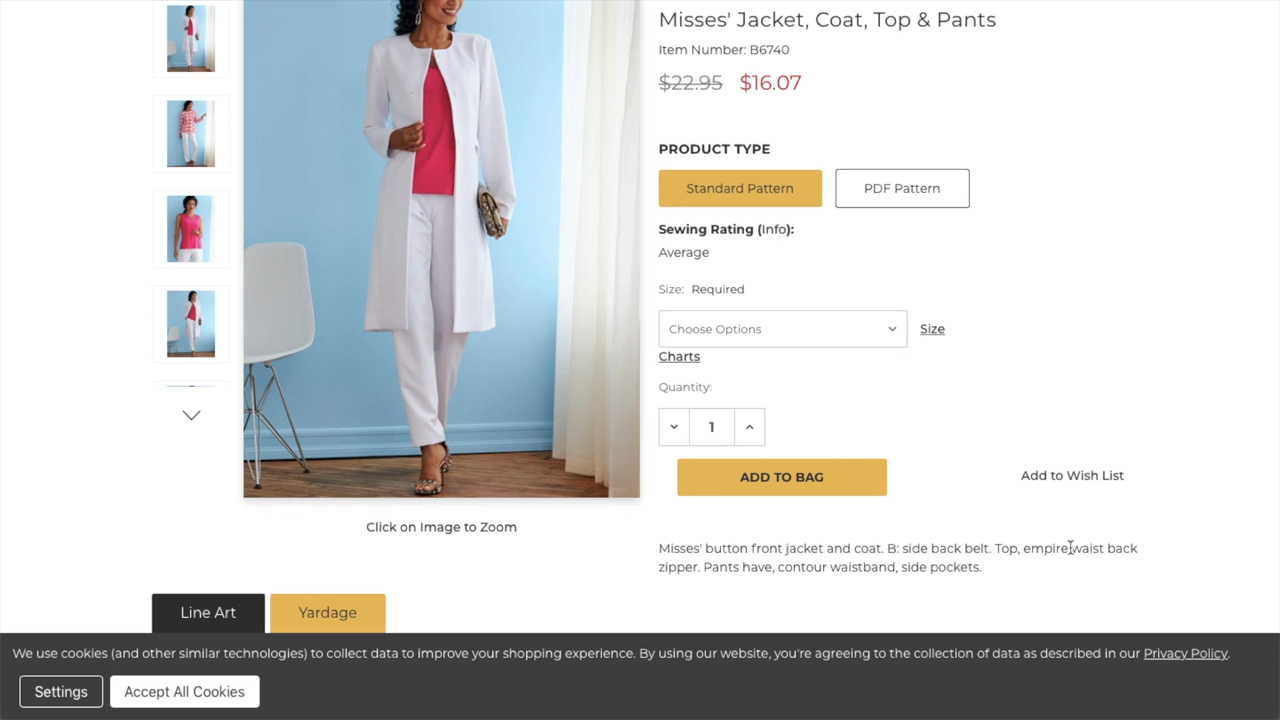 Misses' Jacket, Coat, Top & Pants
Item Number: B6740
$22.95 $16.07
PRODUCT TYPE
Standard Pattern PDF Pattern
Sewing Rating (Info):
Average
Size: Required
Choose Options Size
Charts
Quantity:
1
ADD TO BAG Add to Wish List
Click on Image to Zoom
Misses' button front jacket and coat. B: side back belt. Top, empire waist back
zipper. Pants have, contour waistband, side pockets.
Line Art Yardage
We use cookies (and other similar technologies) to collect data to improve your shopping experience. By using our website, you're agreeing to the collection of data as described in our Privacy Policy.
Settings Accept All Cookies